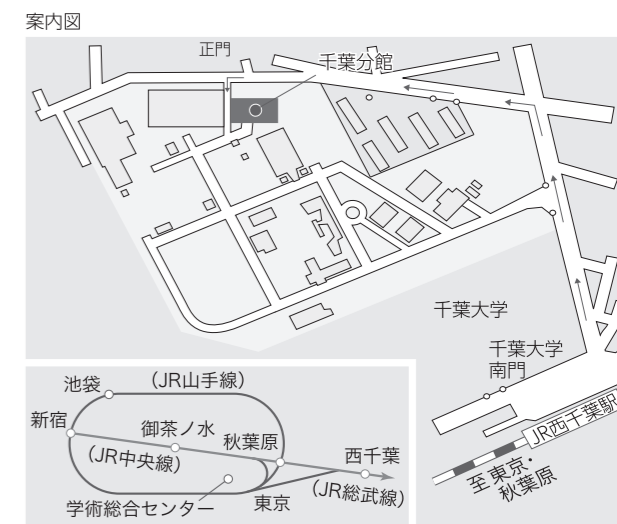 案内図
正門
千葉分館
千葉大学
千葉大学
南門
JR西千葉駅
至 東京・
秋葉原
池袋
(JR山手線)
新宿
御茶ノ水
秋葉原
西千葉
(JR中央線)
(JR総武線)
東京
学術総合センター